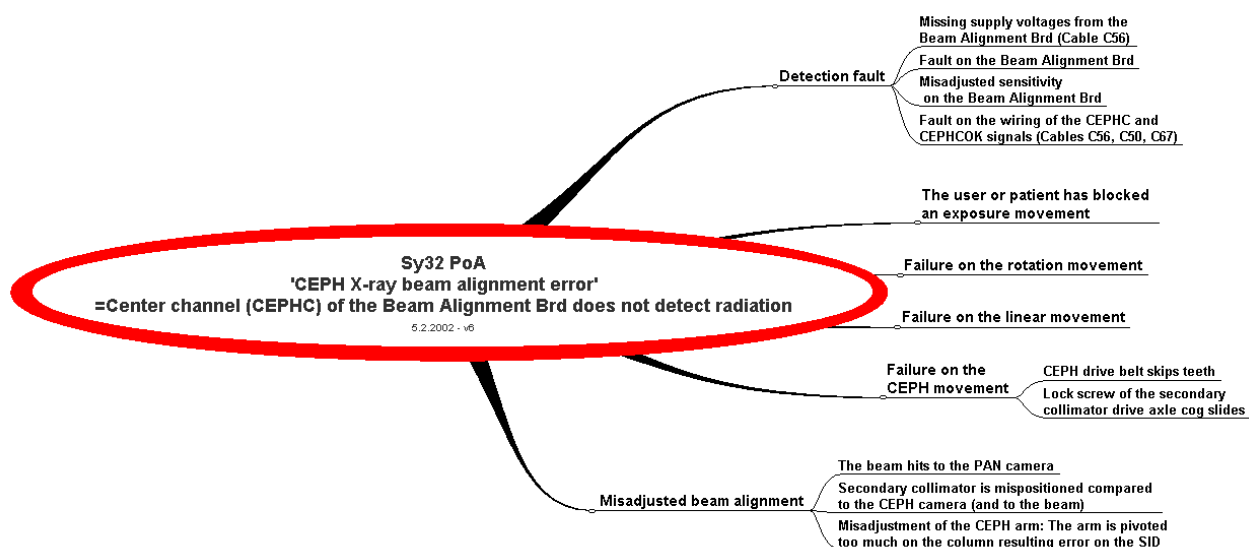 Sy32 PoA
'CEPH X-ray beam alignment error'
=Center channel (CEPHC) of the Beam Alignment Brd does not detect radiation
5.2.2002 - v6
Detection fault
Missing supply voltages from the
Beam Alignment Brd (Cable C56)
Fault on the Beam Alignment Brd
Misadjusted sensitivity
on the Beam Alignment Brd
Fault on the wiring of the CEPHC and
CEPHCOK signals (Cables C56, C50, C67)
The user or patient has blocked
an exposure movement
Failure on the rotation movement
Failure on the linear movement
Failure on the
CEPH movement
CEPH drive belt skips teeth
Lock screw of the secondary
collimator drive axle cog slides
Misadjusted beam alignment
The beam hits to the PAN camera
Secondary collimator is mispositioned compared
to the CEPH camera (and to the beam)
Misadjustment of the CEPH arm: The arm is pivoted
too much on the column resulting error on the SID